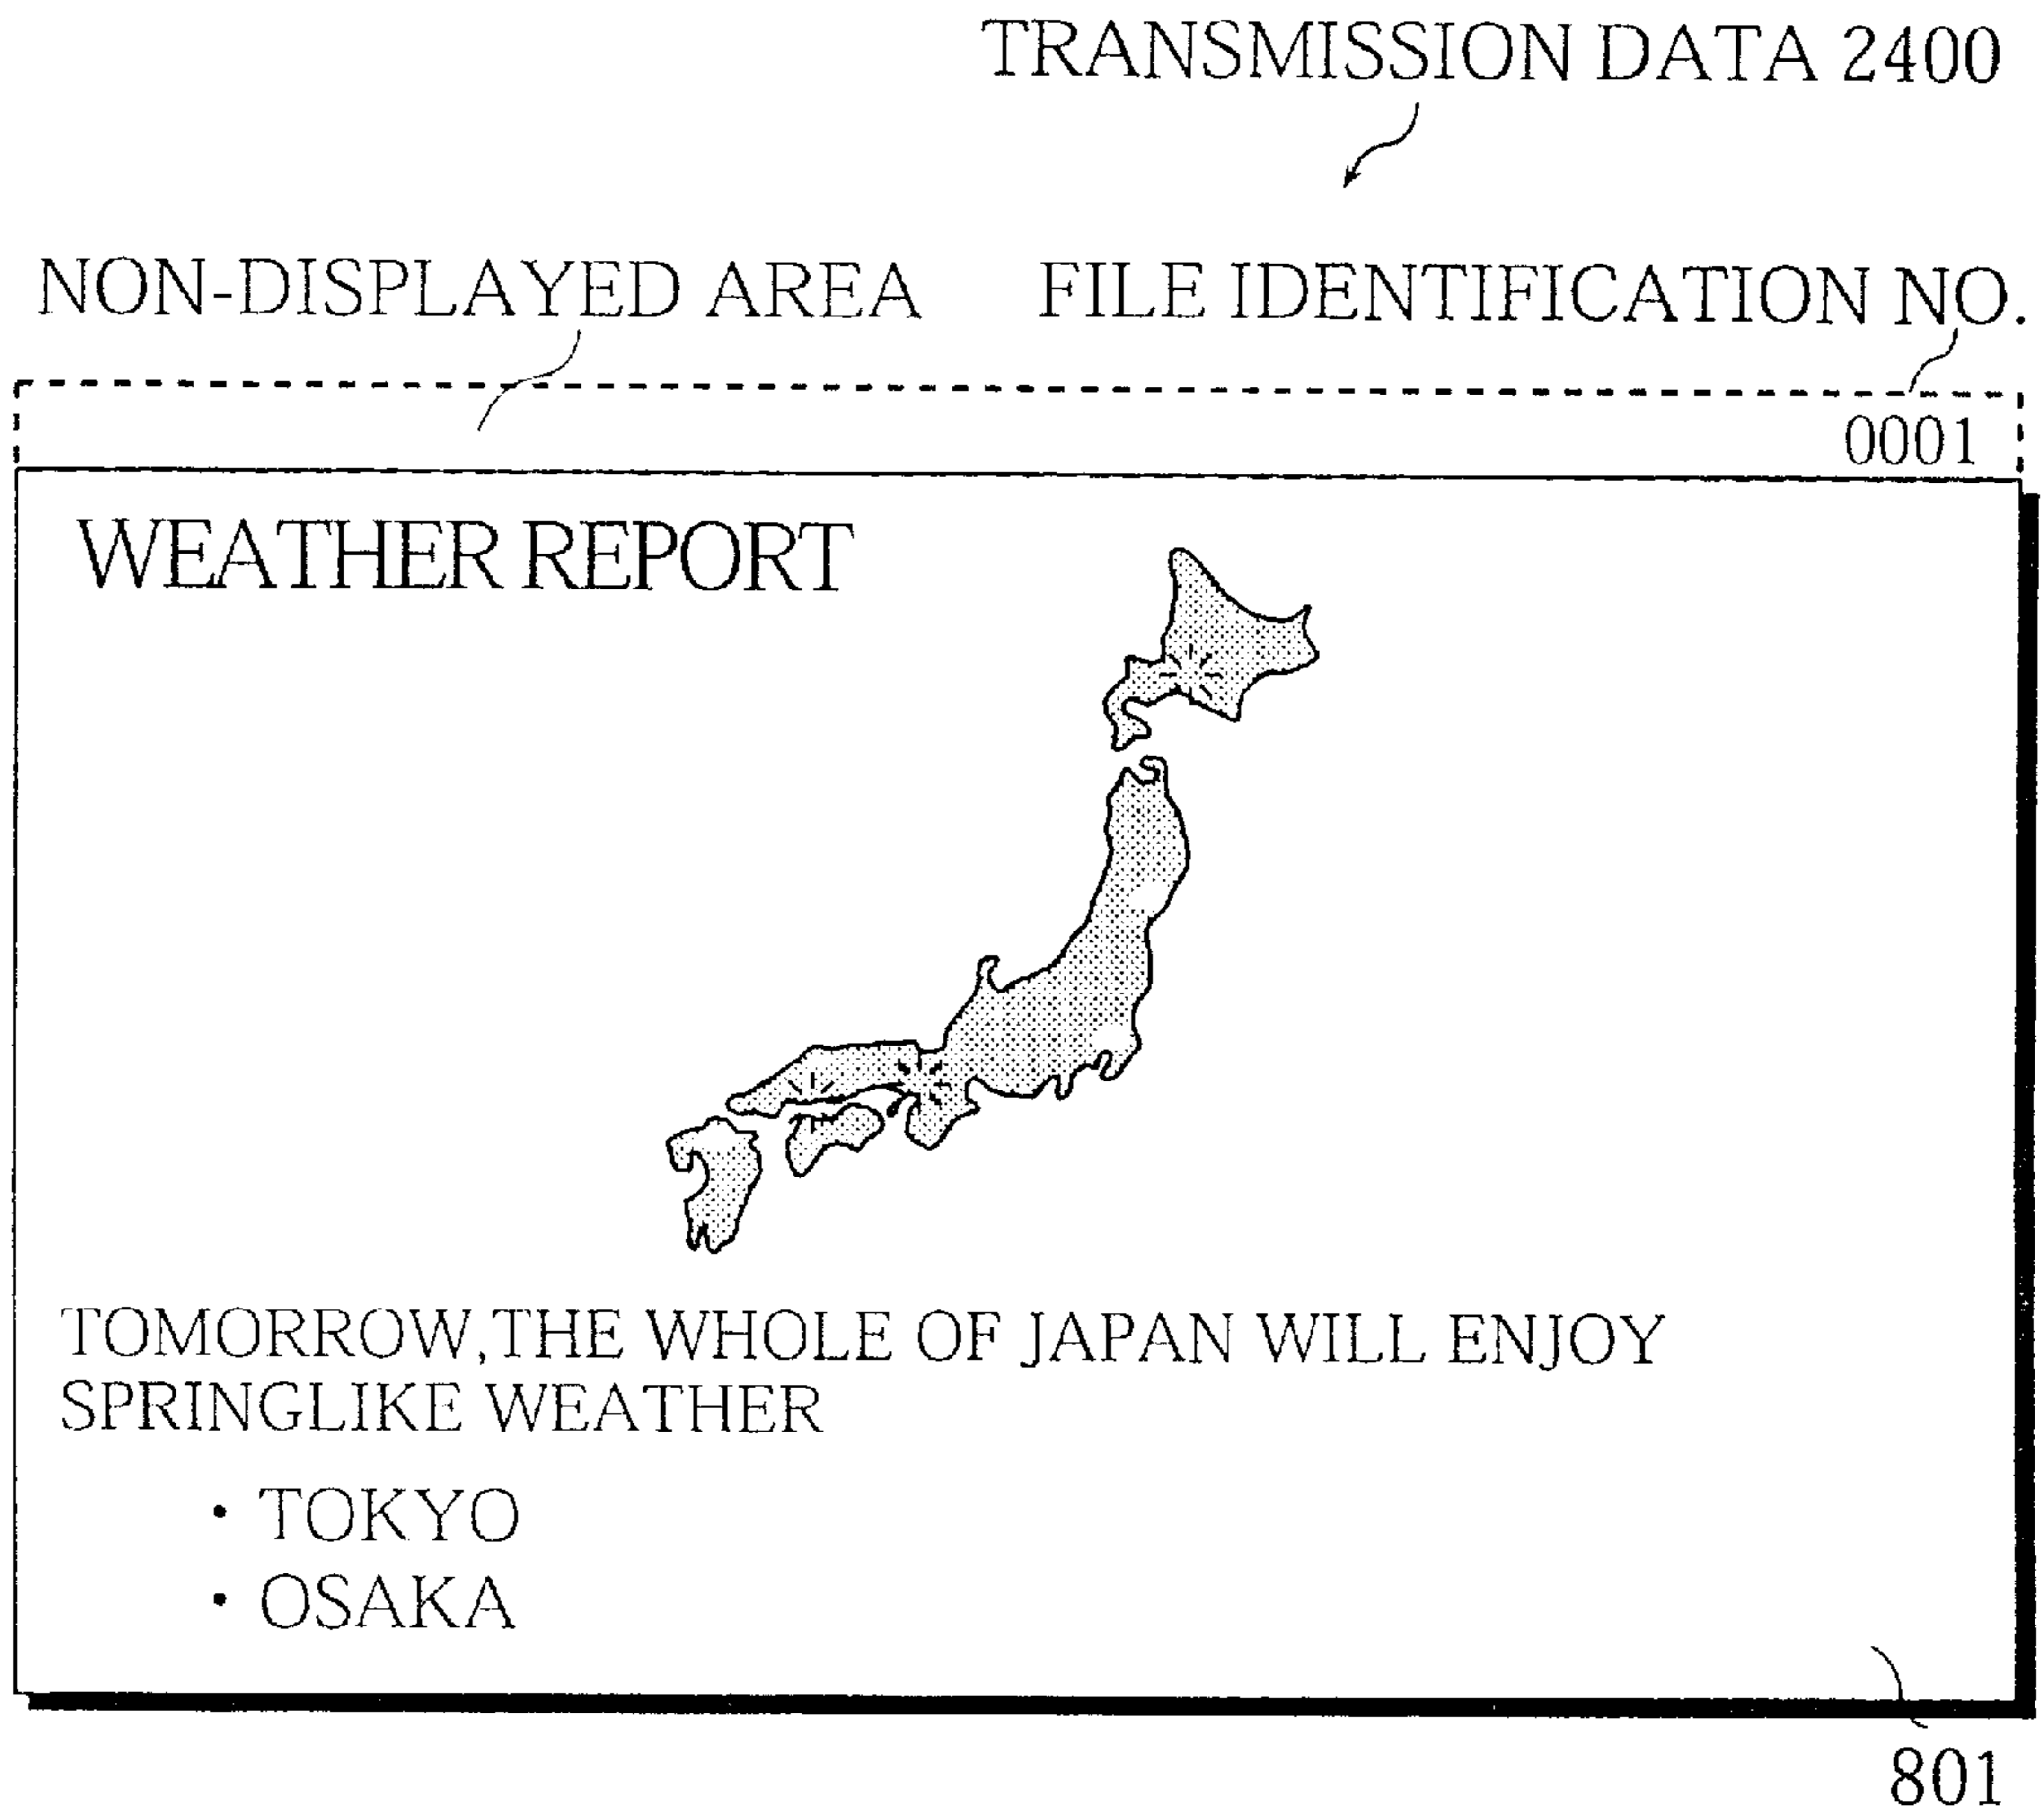 TRANSMISSION DATA 2400
NON-DISPLAYED AREA
FILE IDENTIFICATION NO.
0001
WEATHER REPORT
TOMORROW,THE WHOLE OF JAPAN WILL ENJOY
SPRINGLIKE WEATHER
・TOKYO
・OSAKA
801